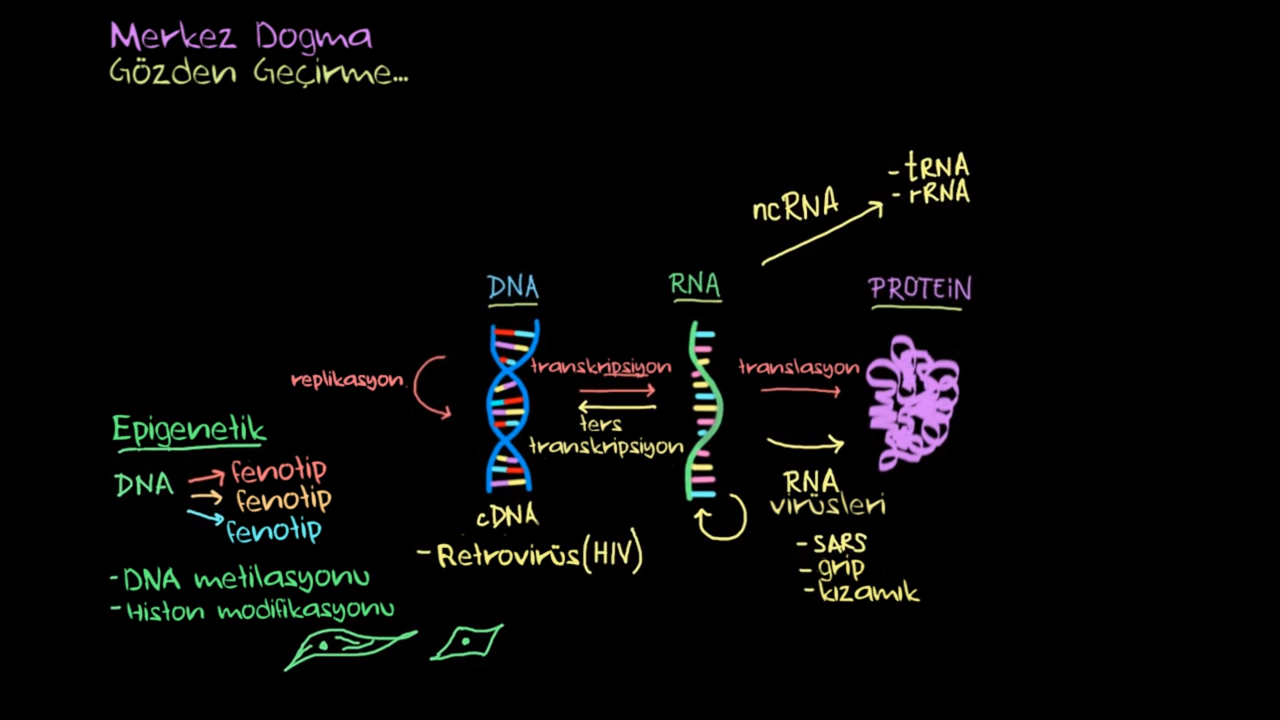 Merkez Dogma
Gözden Geçirme...
- tRNA
- rRNA
ncRNA
DNA
RNA
PROTEiN
replikasyon
transkripsiyon
translasyon
ters
transkripsiyon
RNA
virüsleri
- SARS
- grip
- kızamık
cDNA
- Retrovirüs(HIV)
Epigenetik
DNA
fenotip
fenotip
fenotip
- DNA metilasyonu
- Histon modifikasyonu